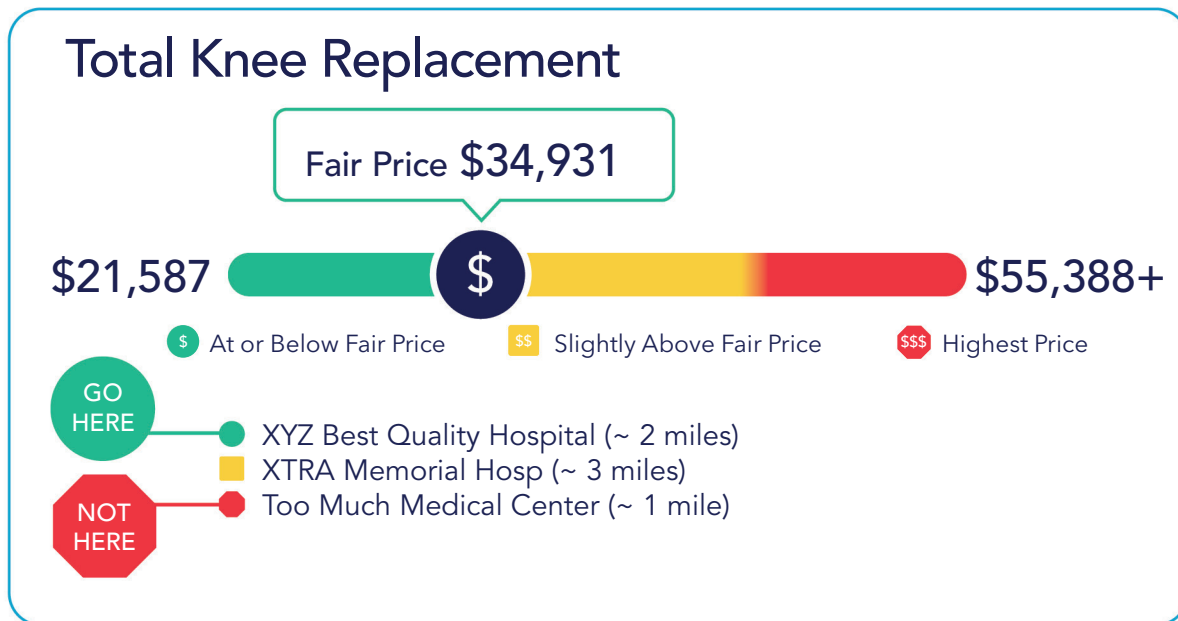 Total Knee Replacement
Fair Price $34,931
$21,587
$
$55,388+
$ At or Below Fair Price
$$ Slightly Above Fair Price
$$$ Highest Price
GO
HERE
XYZ Best Quality Hospital (~ 2 miles)
XTRA Memorial Hosp (~ 3 miles)
Too Much Medical Center (~ 1 mile)
NOT
HERE